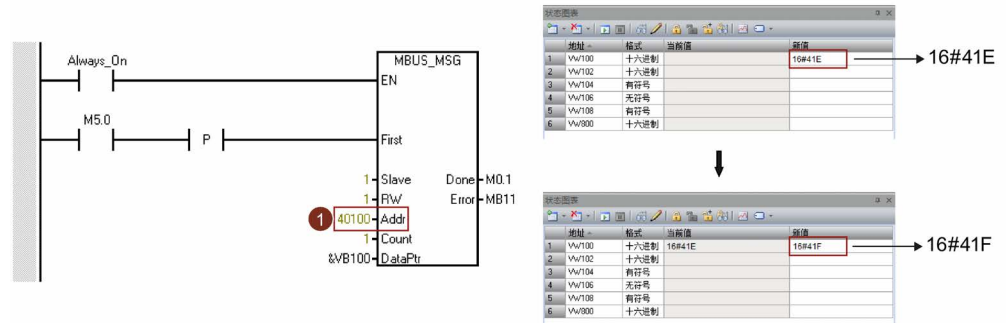 Always_On
MBUS_MSG
EN
M5.0
P
First
1 Slave Done M0.1
1 RW Error MB11
1 40100 Addr
1 Count
&VB100 DataPtr
状态图表
地址 格式 当前值 新值
1 VW100 十六进制 16#41E
2 VW102 十六进制
3 VW104 有符号
4 VW106 无符号
5 VW108 有符号
6 VW800 十六进制
16#41E
状态图表
地址 格式 当前值 新值
1 VW100 十六进制 16#41E 16#41F
2 VW102 十六进制
3 VW104 有符号
4 VW106 无符号
5 VW108 有符号
6 VW800 十六进制
16#41F